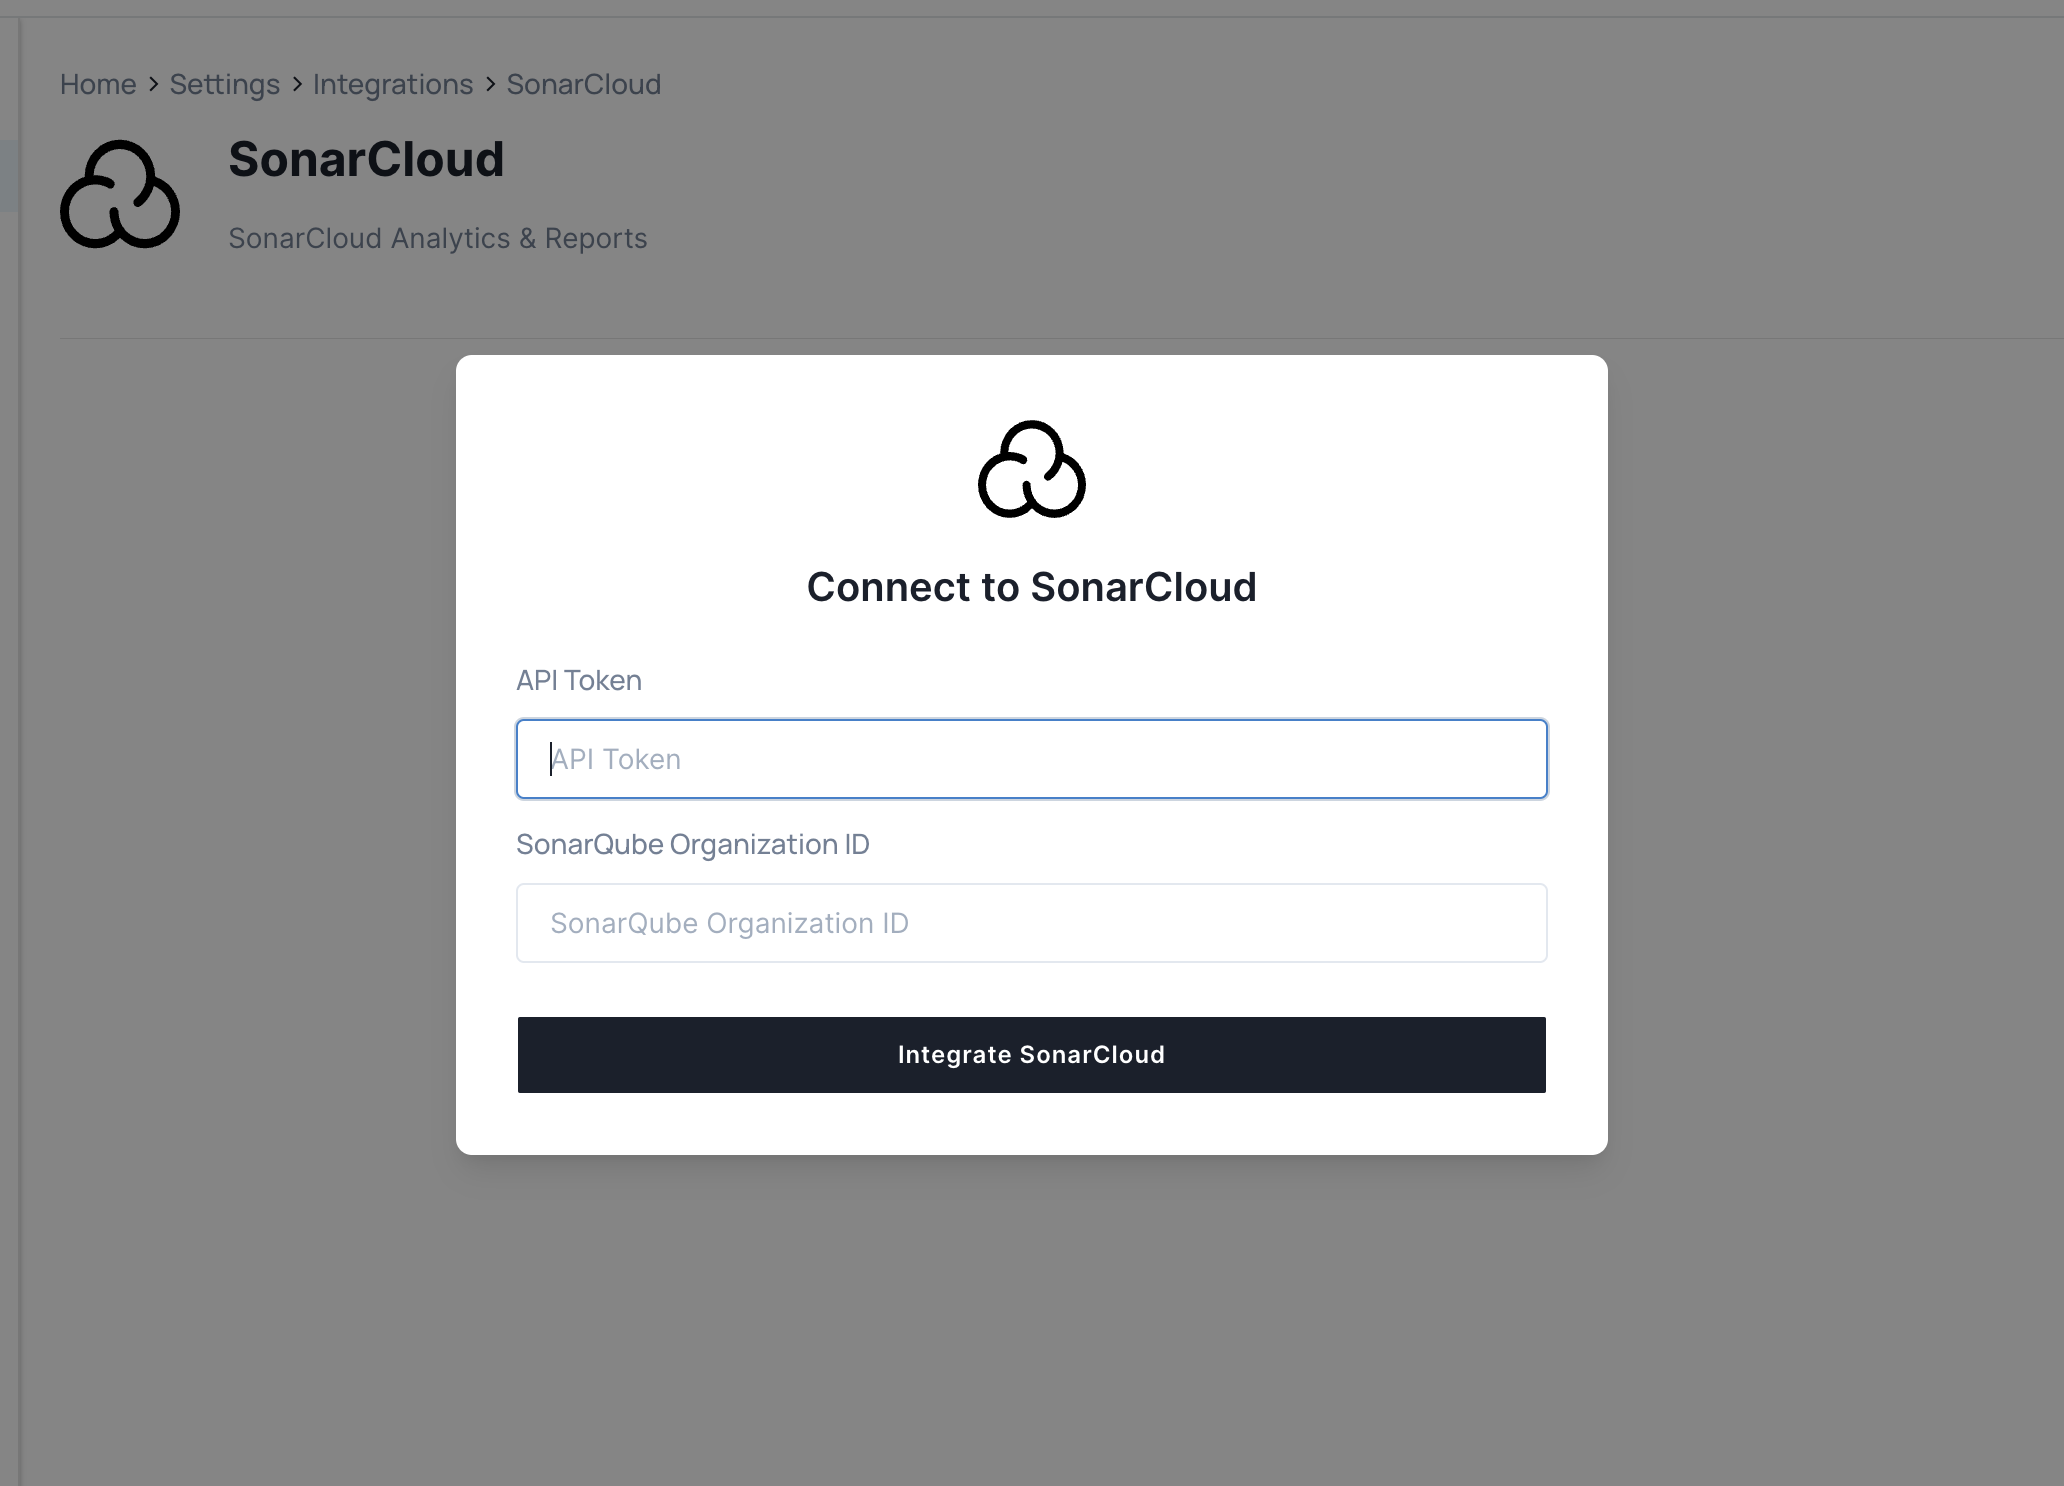 Home > Settings > Integrations > SonarCloud
SonarCloud
SonarCloud Analytics & Reports
Connect to SonarCloud
API Token
API Token
SonarQube Organization ID
SonarQube Organization ID
Integrate SonarCloud